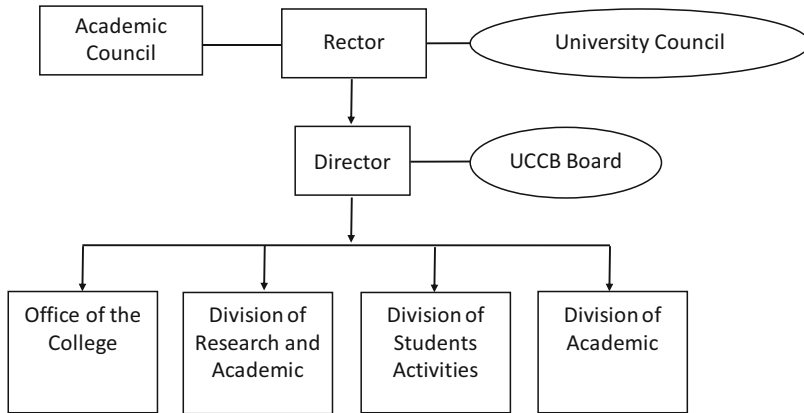 Academic
Council
Rector
University Council
Director
UCCB Board
Office of the
College
Division of
Research and
Academic
Division of
Students
Activities
Division of
Academic